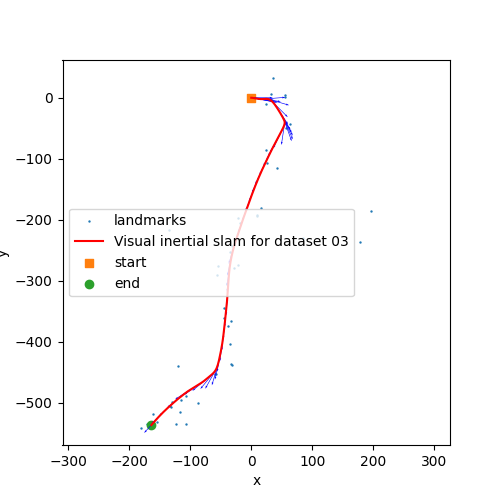 0
−100
−200
−300
−400
−500
y
landmarks
Visual inertial slam for dataset 03
start
end
−300 −200 −100 0 100 200 300
x